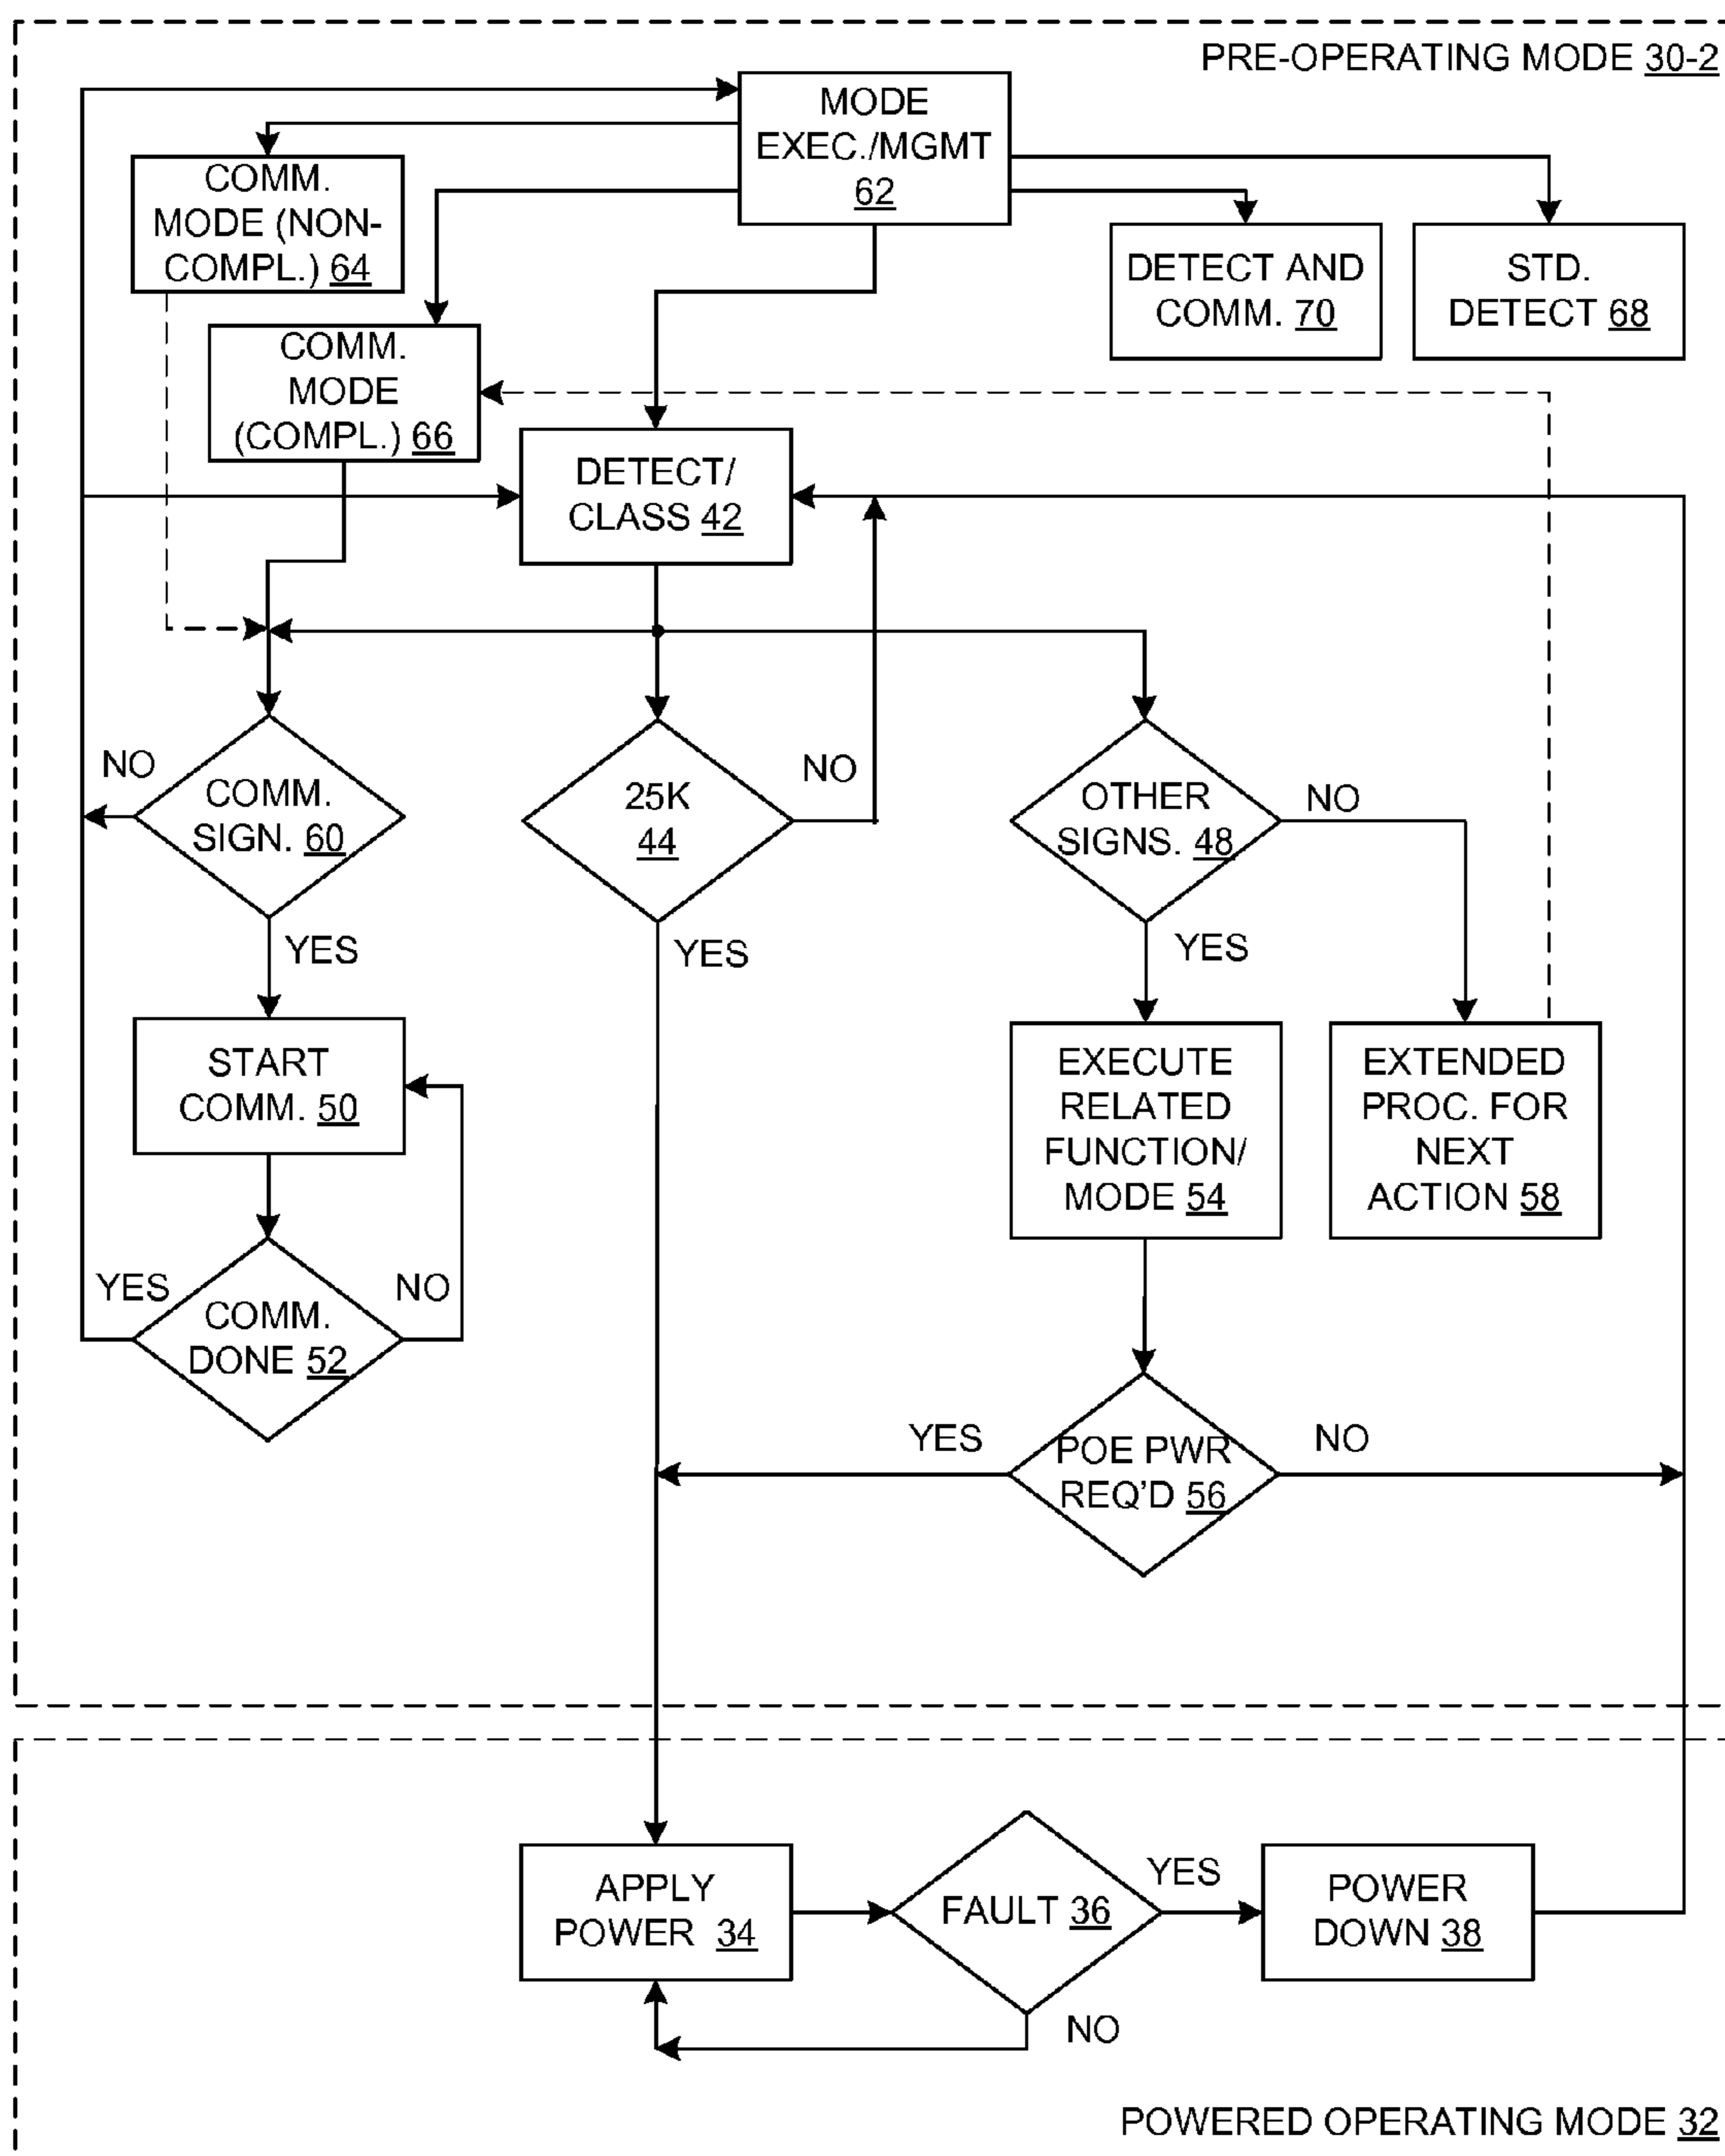 PRE-OPERATING MODE 30-2
MODE
EXEC./MGMT
62
COMM.
MODE (NON-
COMPL.) 64
DETECT AND
COMM. 70
STD.
DETECT 68
COMM.
MODE
(COMPL.) 66
DETECT/
CLASS 42
NO
COMM.
SIGN. 60
YES
25K
44
NO
YES
OTHER
SIGNS. 48
NO
YES
START
COMM. 50
EXECUTE
RELATED
FUNCTION/
MODE 54
EXTENDED
PROC. FOR
NEXT
ACTION 58
YES
COMM.
DONE 52
NO
YES
POE PWR
REQ'D 56
NO
APPLY
POWER 34
FAULT 36
YES
NO
POWER
DOWN 38
POWERED OPERATING MODE 32